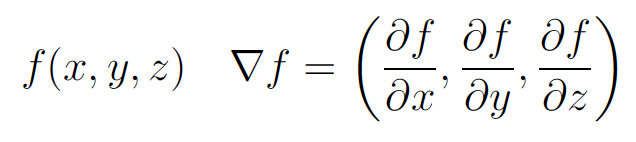 f(x, y, z)   ∇f = (∂f/∂x, ∂f/∂y, ∂f/∂z)